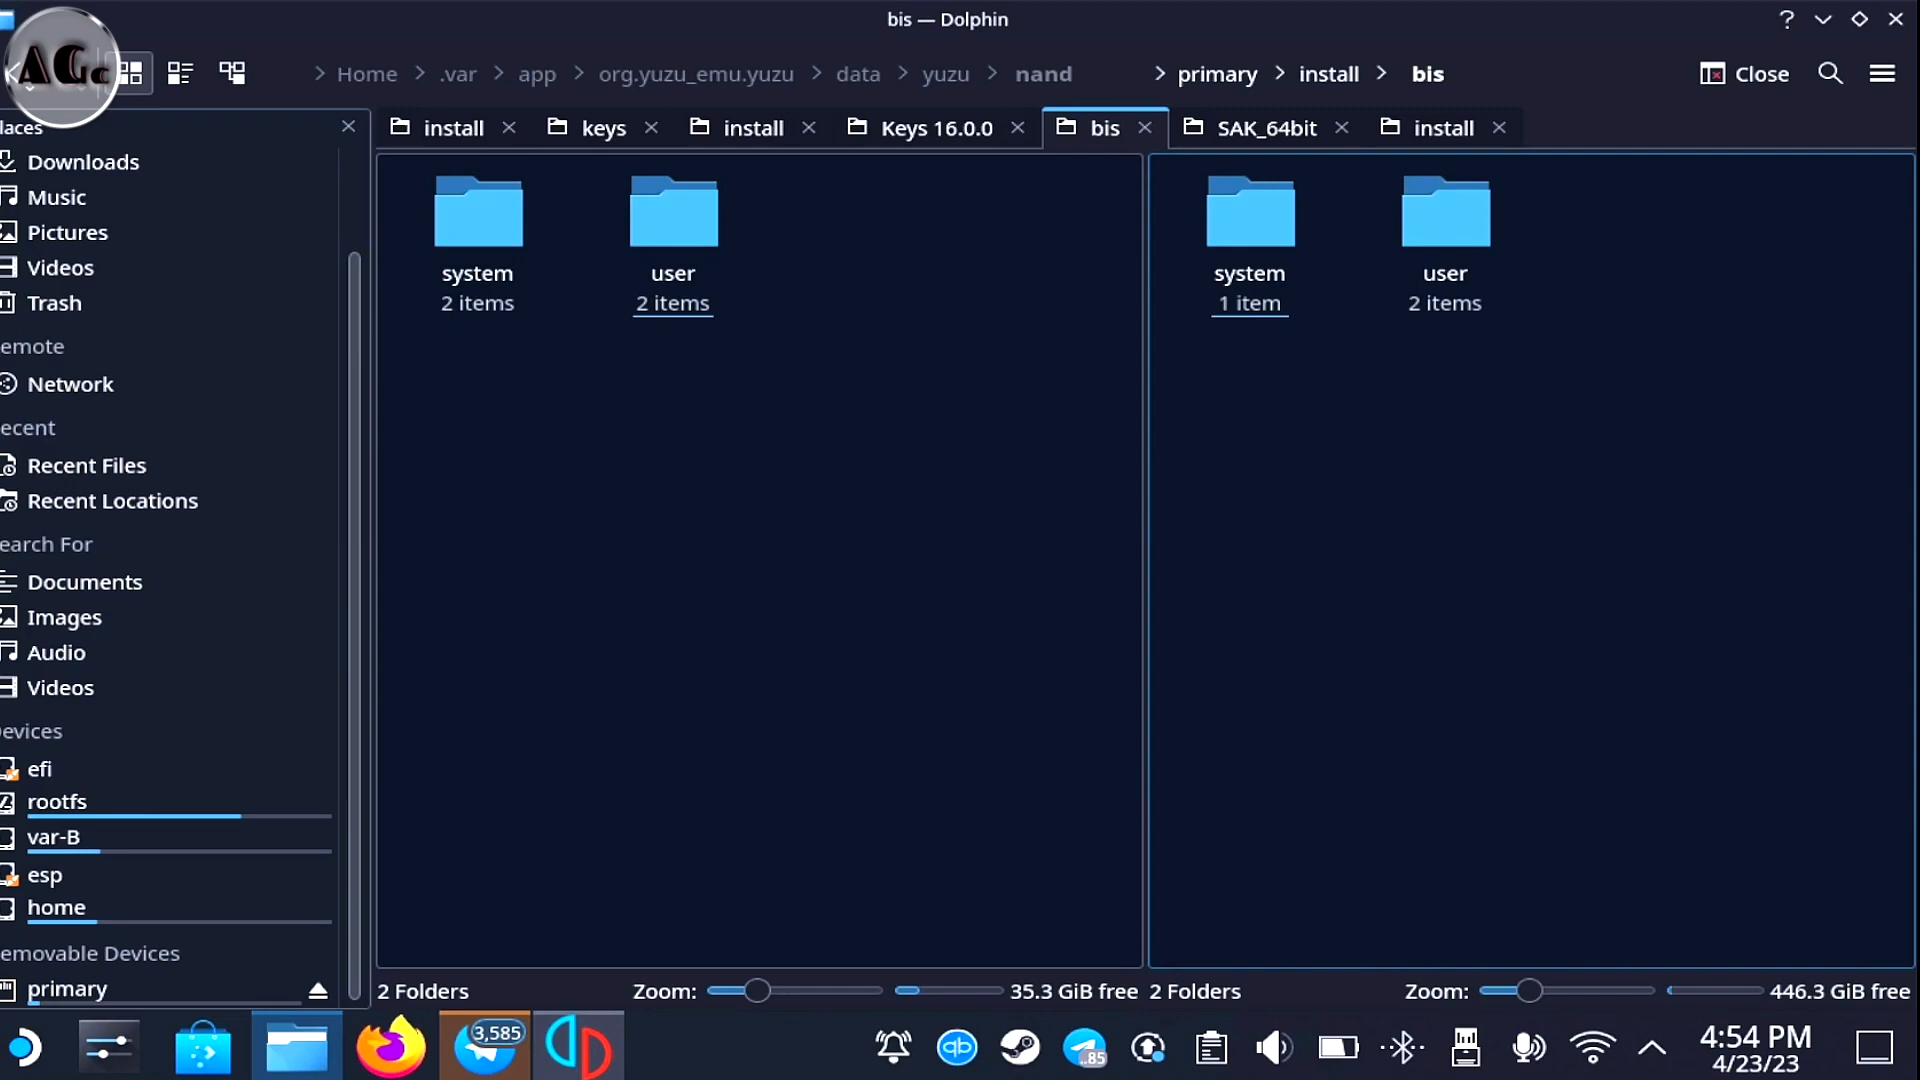 bis — Dolphin
AGc
Home > .var > app > org.yuzu_emu.yuzu > data > yuzu > nand
> primary > install > bis
Close
install
keys
install
Keys 16.0.0
bis
SAK_64bit
install
laces
Downloads
Music
Pictures
Videos
Trash
emote
Network
ecent
Recent Files
Recent Locations
earch For
Documents
Images
Audio
Videos
evices
efi
rootfs
var-B
esp
home
emovable Devices
primary
system
2 items
user
2 items
system
1 item
user
2 items
2 Folders
Zoom:
35.3 GiB free
2 Folders
Zoom:
446.3 GiB free
3,585
qb
..85
4:54 PM
4/23/23